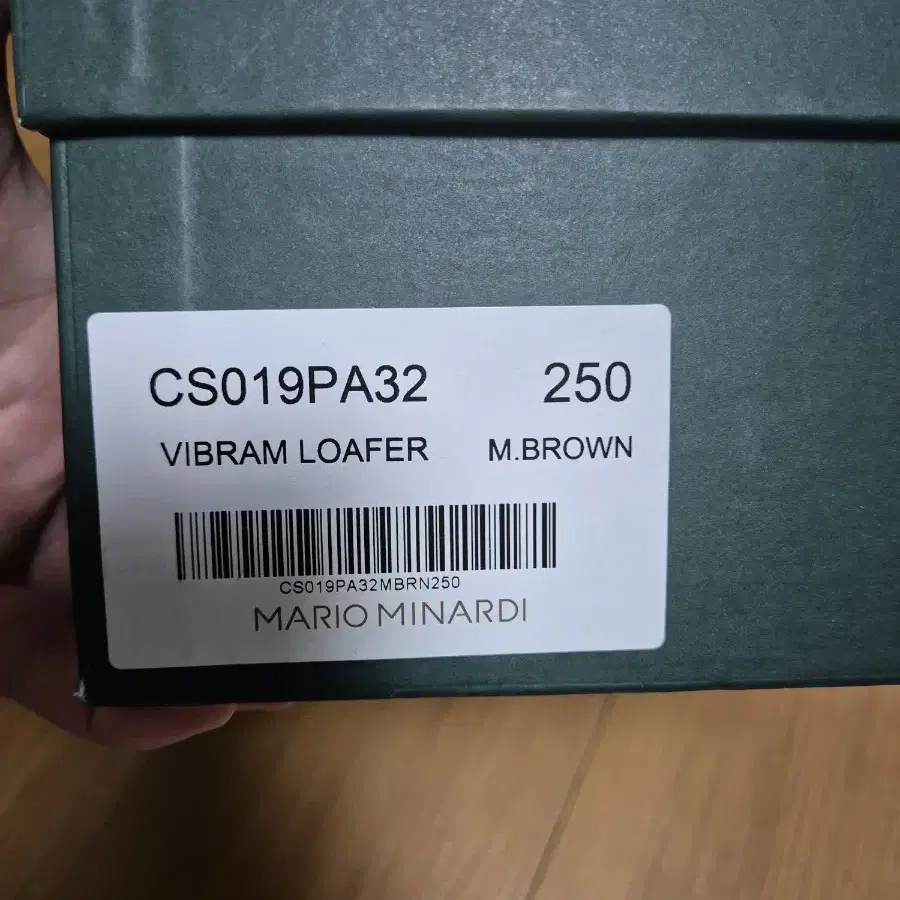 CS019PA32 250
VIBRAM LOAFER M.BROWN
CS019PA32MBRN250
MARIO MINARDI